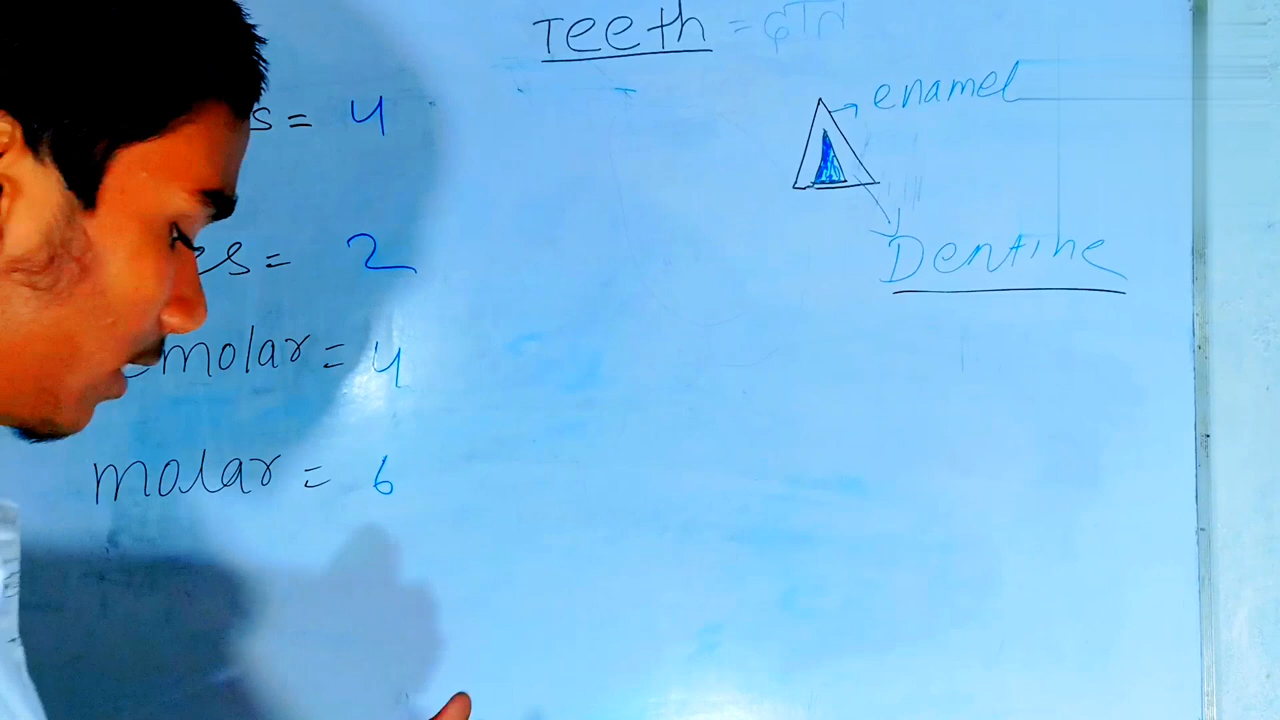 Teeth = दाँत
s = 4
enamel
es = 2
Dentine
molar = 4
molar = 6